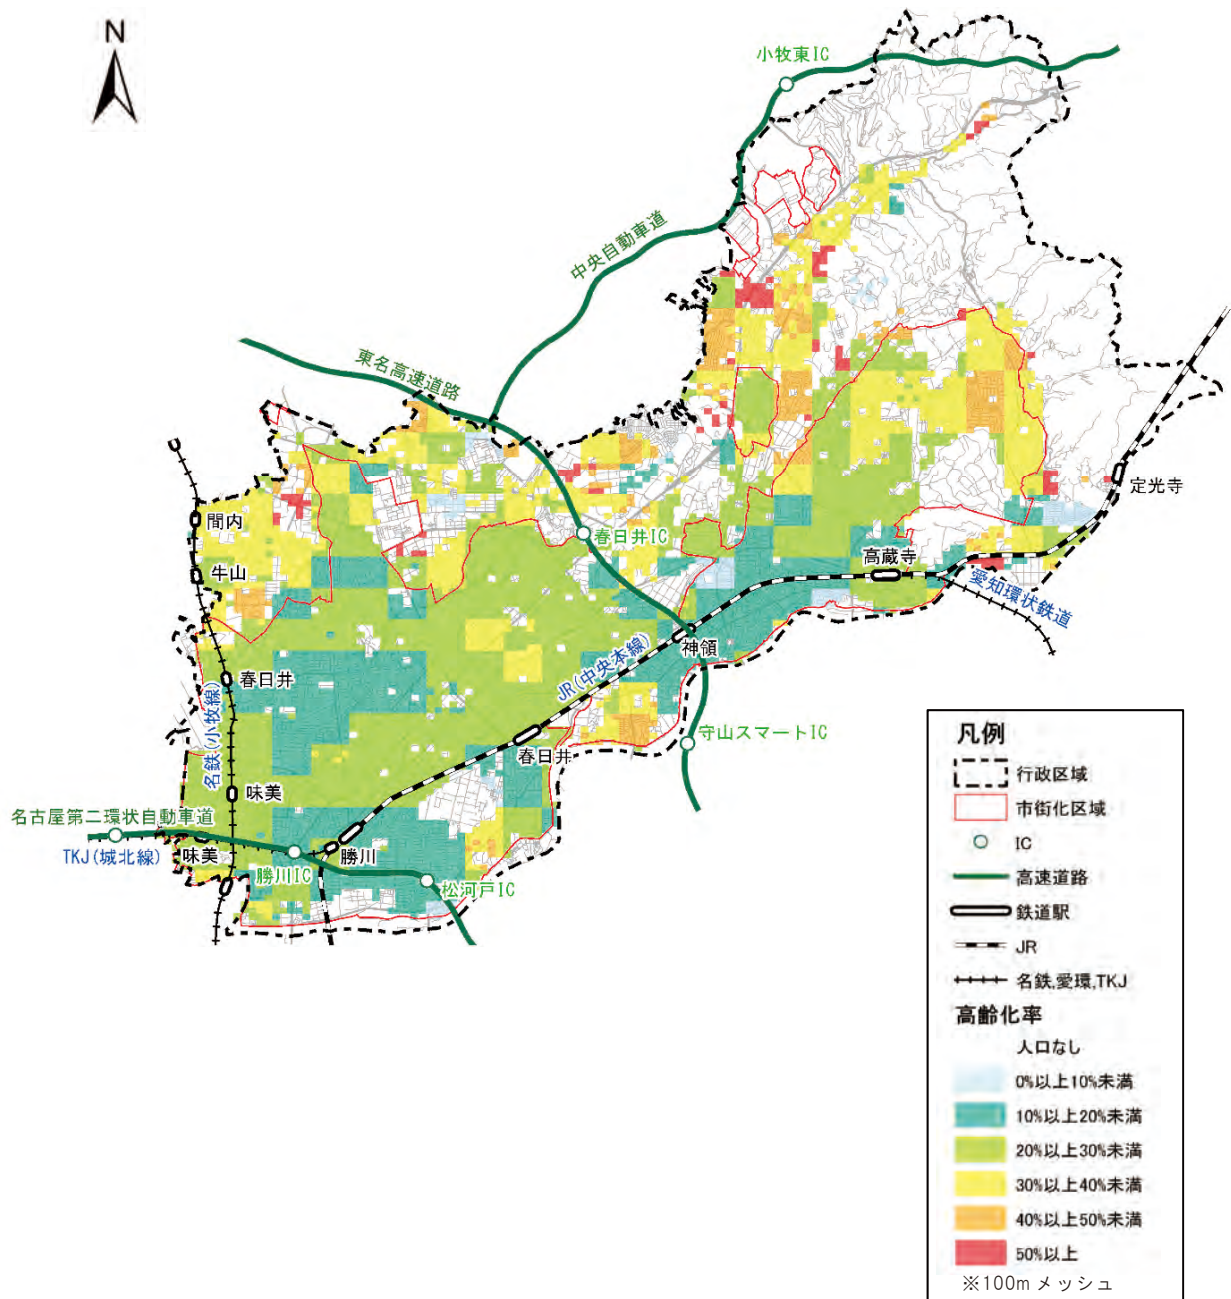 N
小牧東IC
中央自動車道
東名高速道路
定光寺
間内
春日井IC
牛山
高蔵寺
愛知環状鉄道
神領
JR(中央本線)
春日井
名鉄(小牧線)
守山スマートIC
春日井
味美
名古屋第二環状自動車道
TKJ(城北線)
味美
勝川
勝川IC
松河戸IC
凡例
行政区域
市街化区域
IC
高速道路
鉄道駅
JR
名鉄,愛環,TKJ
高齢化率
人口なし
0%以上10%未満
10%以上20%未満
20%以上30%未満
30%以上40%未満
40%以上50%未満
50%以上
※100m メッシュ